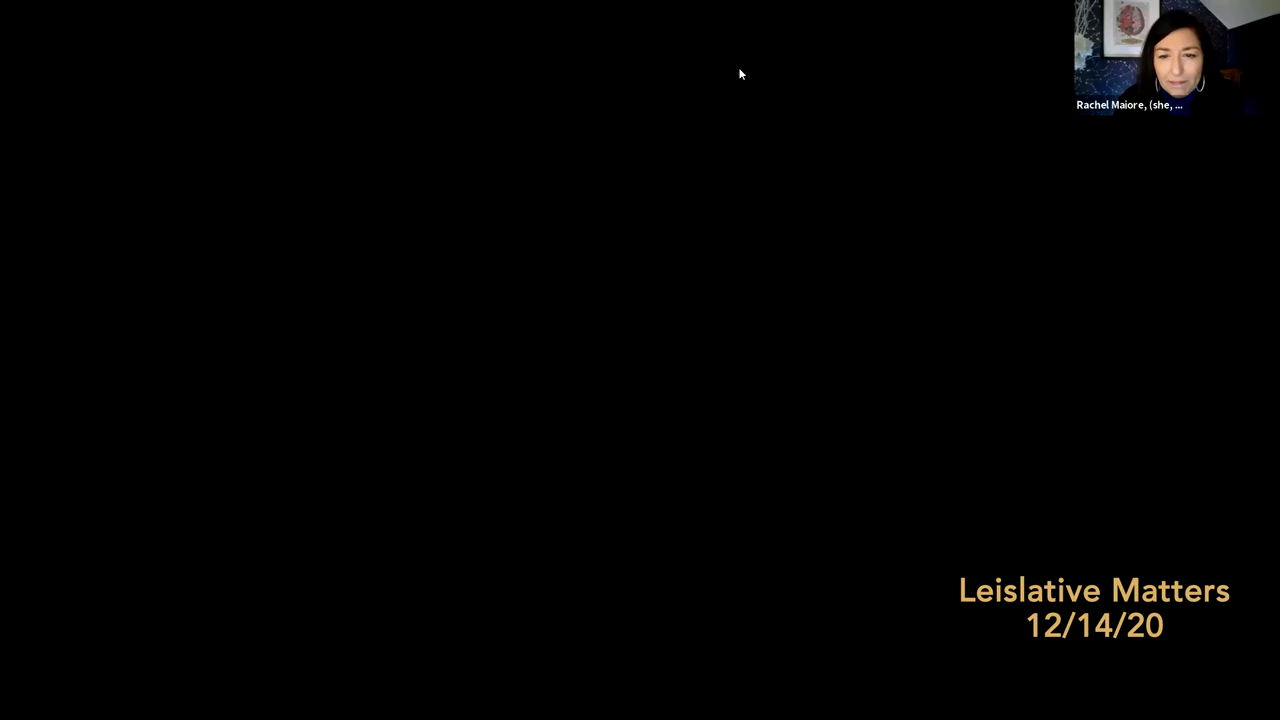 Rachel Maiore, (she, ...
Leislative Matters
12/14/20